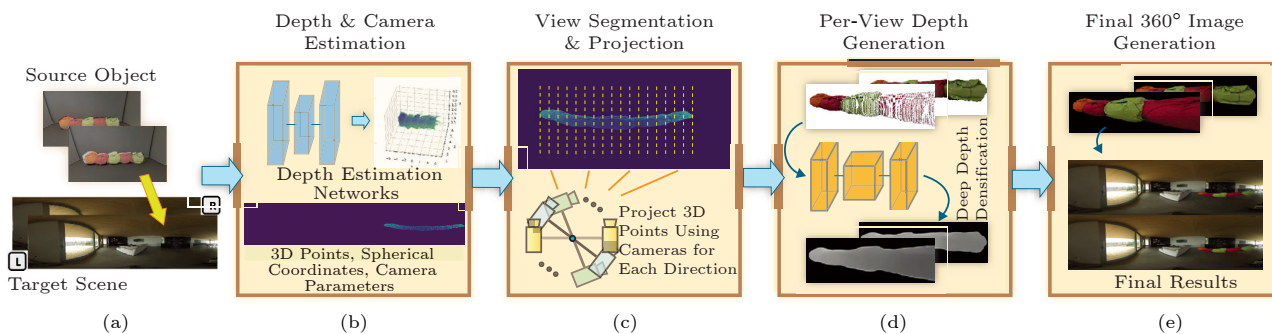 Source Object
R
L
Target Scene
(a)
Depth & Camera
Estimation
Depth Estimation
Networks
3D Points, Spherical
Coordinates, Camera
Parameters
(b)
View Segmentation
& Projection
Project 3D
Points Using
Cameras for
Each Direction
(c)
Per-View Depth
Generation
Deep Depth
Densification
(d)
Final 360° Image
Generation
Final Results
(e)